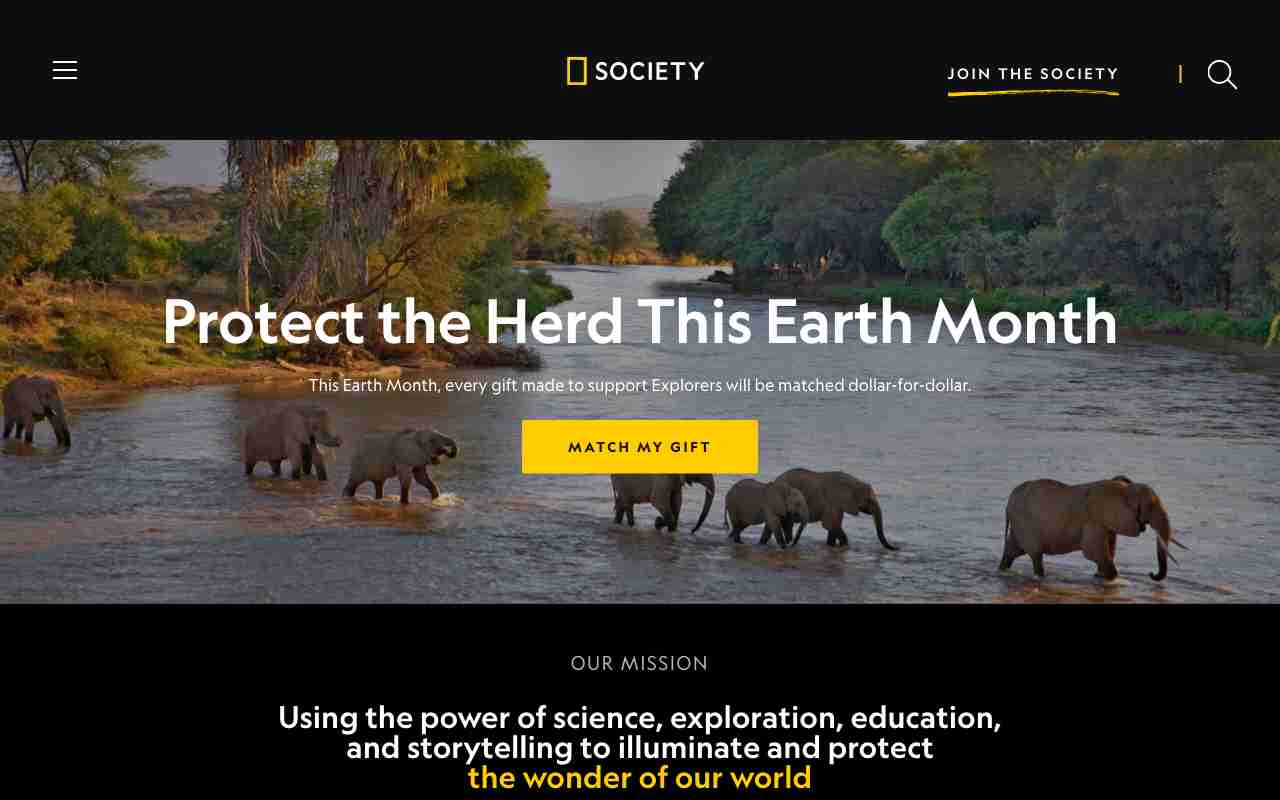 SOCIETY
JOIN THE SOCIETY
Protect the Herd This Earth Month
This Earth Month, every gift made to support Explorers will be matched dollar-for-dollar.
MATCH MY GIFT
OUR MISSION
Using the power of science, exploration, education,
and storytelling to illuminate and protect
the wonder of our world